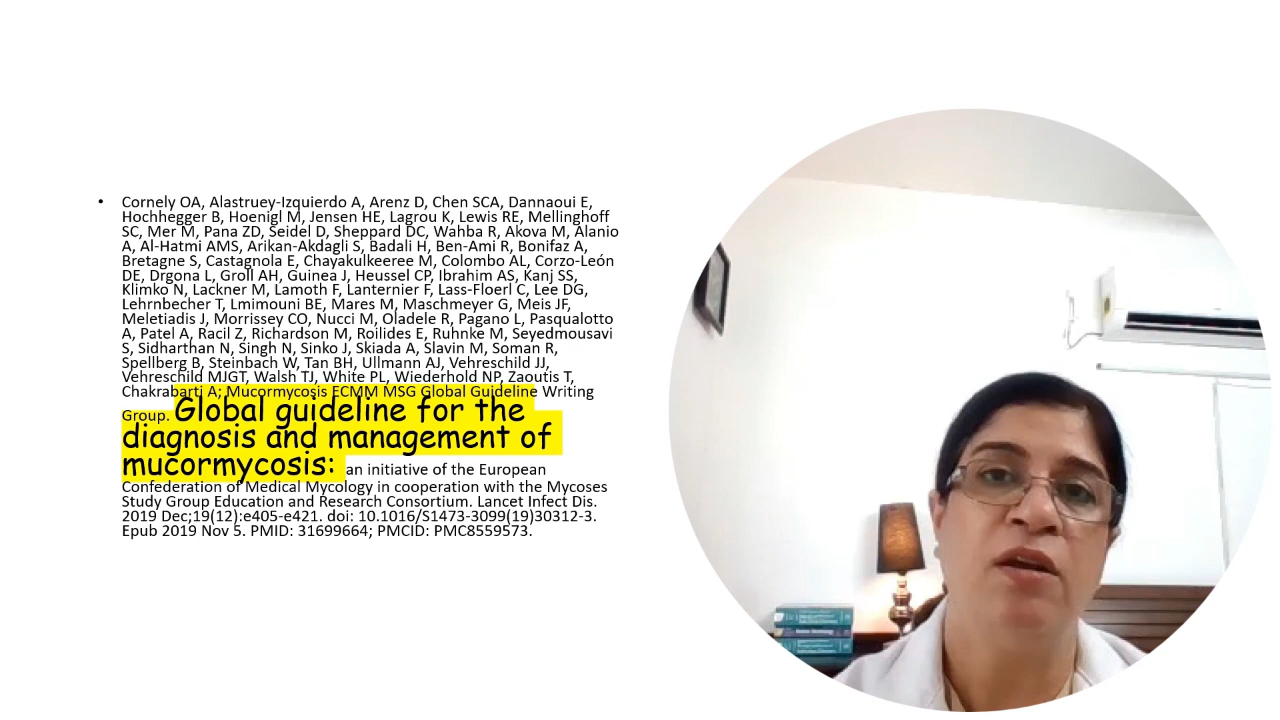 • Cornely OA, Alastruey-Izquierdo A, Arenz D, Chen SCA, Dannaoui E,
Hochhegger B, Hoenigl M, Jensen HE, Lagrou K, Lewis RE, Mellinghoff
SC, Mer M, Pana ZD, Seidel D, Sheppard DC, Wahba R, Akova M, Alanio
A, Al-Hatmi AMS, Arikan-Akdagli S, Badali H, Ben-Ami R, Bonifaz A,
Bretagne S, Castagnola E, Chayakulkeeree M, Colombo AL, Corzo-León
DE, Drgona L, Groll AH, Guinea J, Heussel CP, Ibrahim AS, Kanj SS,
Klimko N, Lackner M, Lamoth F, Lanternier F, Lass-Floerl C, Lee DG,
Lehrnbecher T, Lmimouni BE, Mares M, Maschmeyer G, Meis JF,
Meletiadis J, Morrissey CO, Nucci M, Oladele R, Pagano L, Pasqualotto
A, Patel A, Racil Z, Richardson M, Roilides E, Ruhnke M, Seyedmousavi
S, Sidharthan N, Singh N, Sinko J, Skiada A, Slavin M, Soman R,
Spellberg B, Steinbach W, Tan BH, Ullmann AJ, Vehreschild JJ,
Vehreschild MJGT, Walsh TJ, White PL, Wiederhold NP, Zaoutis T,
Chakrabarti A; Mucormycosis ECMM MSG Global Guideline Writing
Group. Global guideline for the
diagnosis and management of
mucormycosis: an initiative of the European
Confederation of Medical Mycology in cooperation with the Mycoses
Study Group Education and Research Consortium. Lancet Infect Dis.
2019 Dec;19(12):e405-e421. doi: 10.1016/S1473-3099(19)30312-3.
Epub 2019 Nov 5. PMID: 31699664; PMCID: PMC8559573.